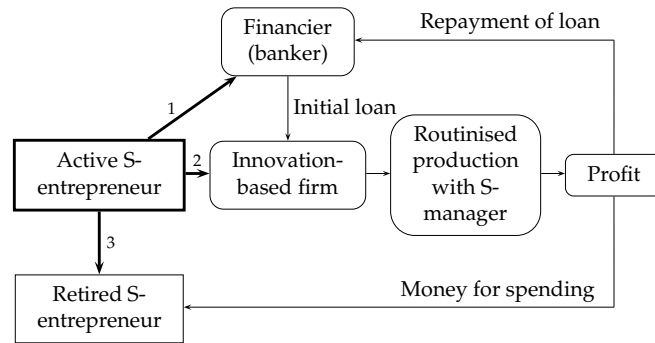 Financier
(banker)
Repayment of loan
1
Initial loan
Active S-
entrepreneur
2
Innovation-
based firm
Routinised
production
with S-
manager
Profit
3
Retired S-
entrepreneur
Money for spending